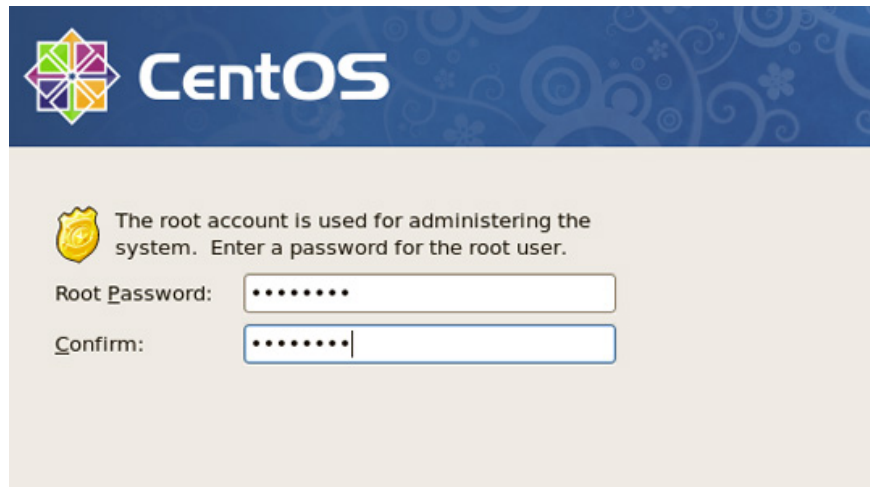 CentOS
The root account is used for administering the
system.  Enter a password for the root user.
Root Password: ••••••••
Confirm: ••••••••